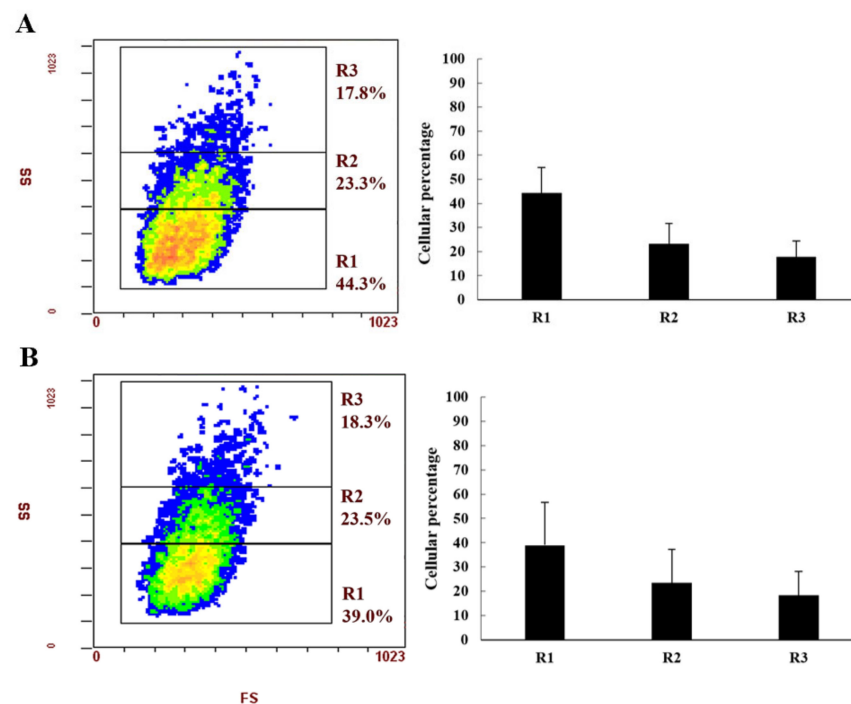 A
1023
SS
0
R3
17.8%
R2
23.3%
R1
44.3%
0
1023
Cellular percentage
100
90
80
70
60
50
40
30
20
10
0
R1
R2
R3
B
1023
SS
0
R3
18.3%
R2
23.5%
R1
39.0%
0
1023
FS
Cellular percentage
100
90
80
70
60
50
40
30
20
10
0
R1
R2
R3